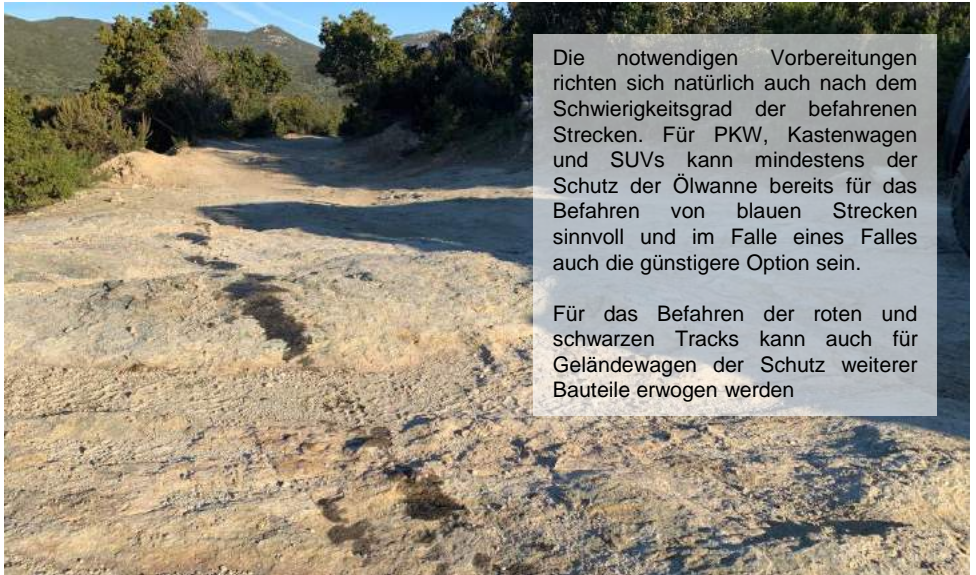 Die notwendigen Vorbereitungen
richten sich natürlich auch nach dem
Schwierigkeitsgrad der befahrenen
Strecken. Für PKW, Kastenwagen
und SUVs kann mindestens der
Schutz der Ölwanne bereits für das
Befahren von blauen Strecken
sinnvoll und im Falle eines Falles
auch die günstigere Option sein.
Für das Befahren der roten und
schwarzen Tracks kann auch für
Geländewagen der Schutz weiterer
Bauteile erwogen werden